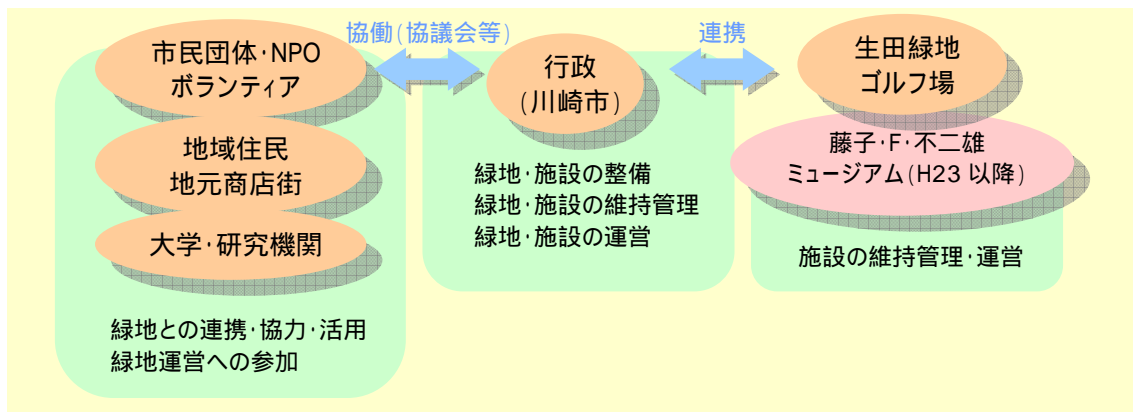 協働(協議会等)
連携
市民団体・NPO
ボランティア
地域住民
地元商店街
大学・研究機関
緑地との連携・協力・活用
緑地運営への参加
行政
(川崎市)
緑地・施設の整備
緑地・施設の維持管理
緑地・施設の運営
生田緑地
ゴルフ場
藤子・F・不二雄
ミュージアム(H23 以降)
施設の維持管理・運営